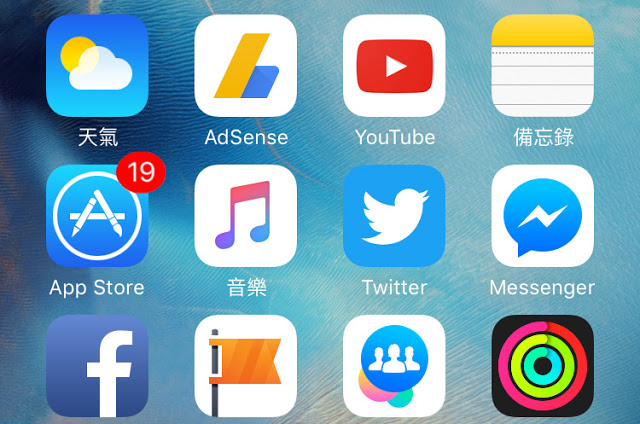 天氣
AdSense
YouTube
備忘錄
19
App Store
音樂
Twitter
Messenger